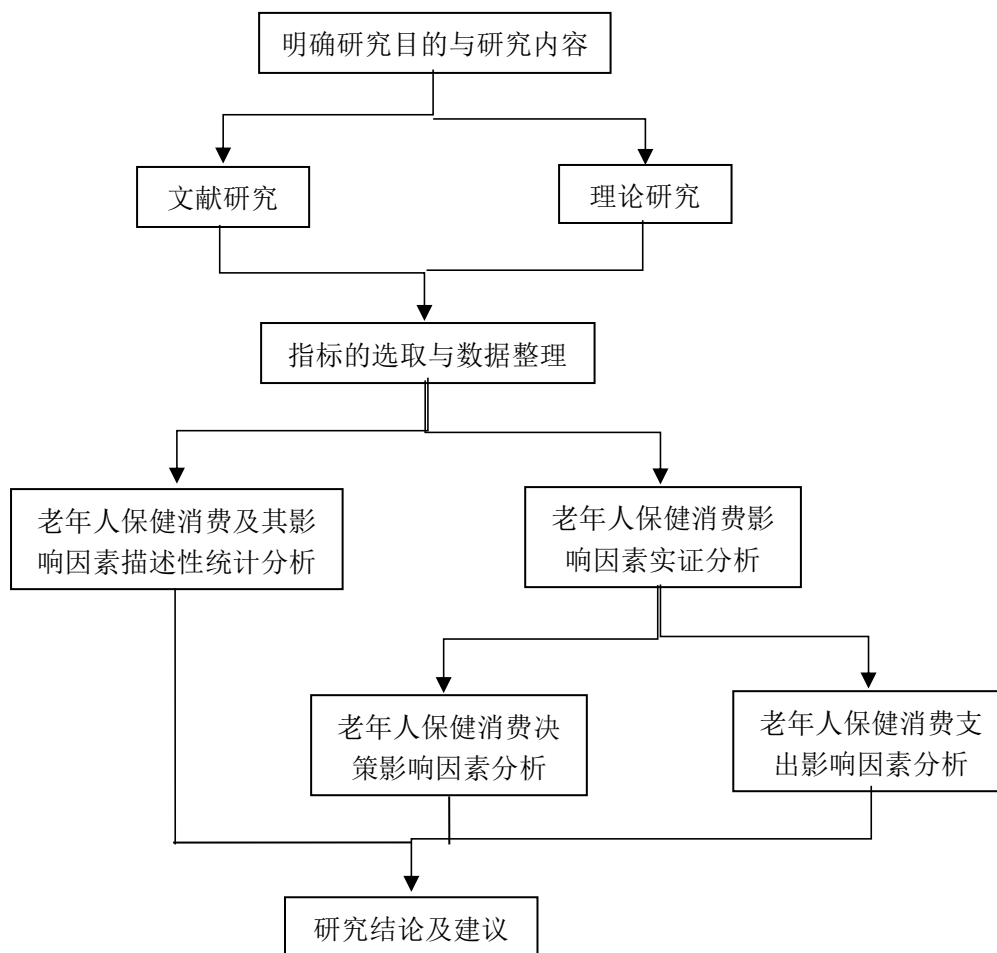 明确研究目的与研究内容
文献研究
理论研究
指标的选取与数据整理
老年人保健消费及其影
响因素描述性统计分析
老年人保健消费影
响因素实证分析
老年人保健消费决
策影响因素分析
老年人保健消费支
出影响因素分析
研究结论及建议